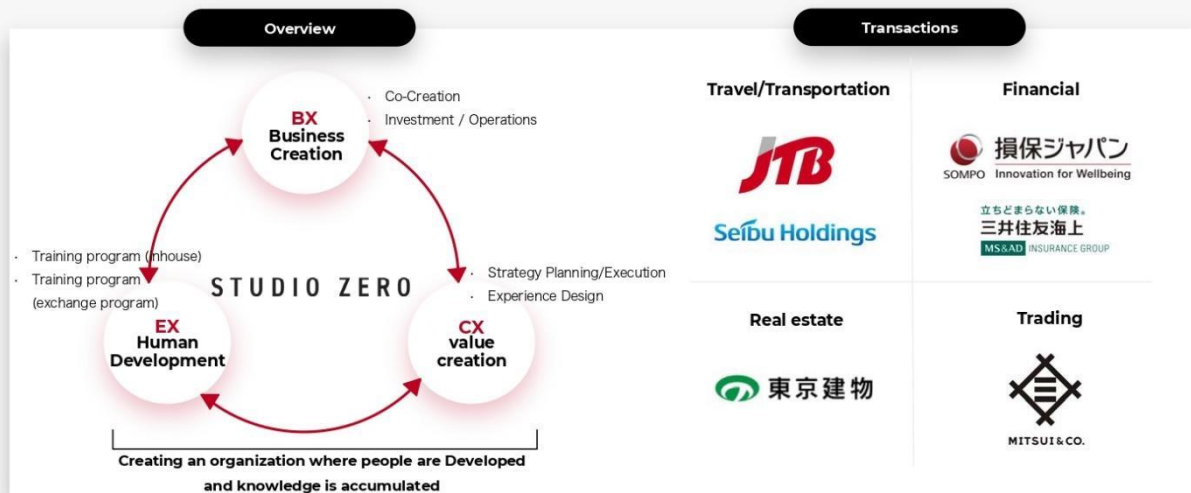 Overview
BX
Business
Creation
· Co-Creation
· Investment / Operations
· Training program (inhouse)
· Training program
(exchange program)
STUDIO ZERO
· Strategy Planning/Execution
· Experience Design
EX
Human
Development
CX
value
creation
Creating an organization where people are Developed
and knowledge is accumulated
Transactions
Travel/Transportation
JTB
Seibu Holdings
Financial
SOMPO
損保ジャパン
Innovation for Wellbeing
立ちどまらない保険。
三井住友海上
MS&AD INSURANCE GROUP
Real estate
東京建物
Trading
MITSUI & CO.